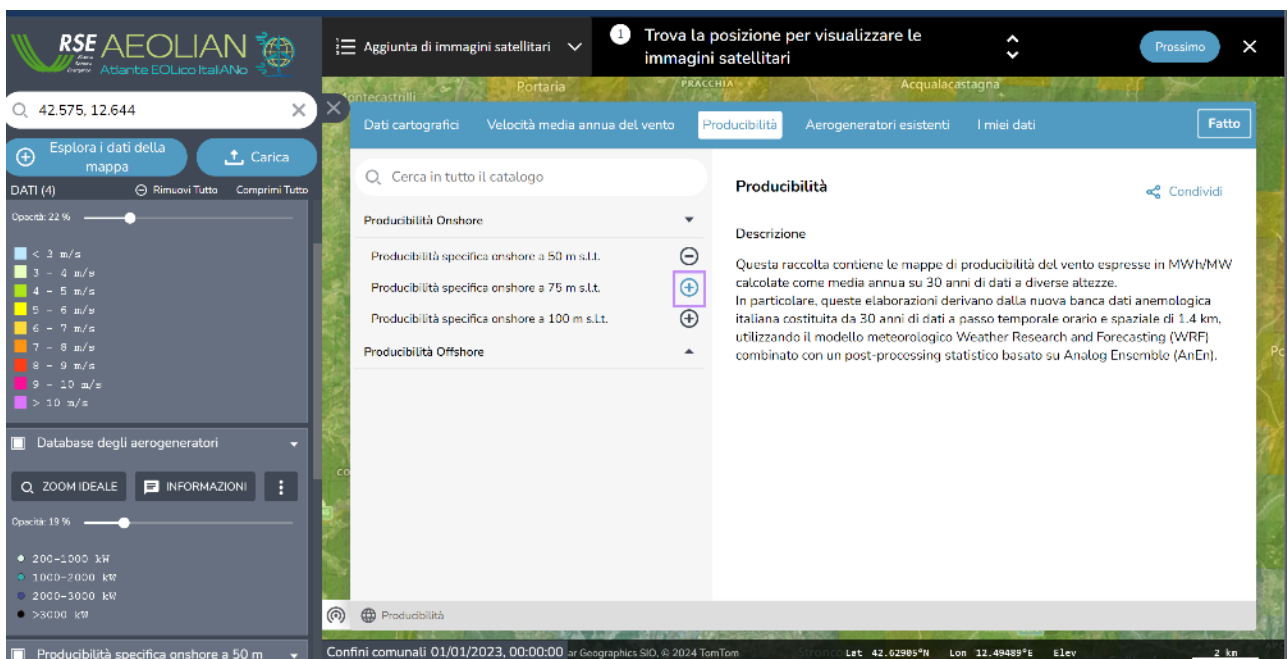 RSE AEOLIAN
Atlante EOLico ItalIANo
Aggiunta di immagini satellitari
1
Trova la posizione per visualizzare le
immagini satellitari
Prossimo
42.575, 12.644
Esplora i dati della
mappa
Carica
DATI (4)
Rimuovi Tutto
Comprimi Tutto
Opacità: 22 %
< 3 m/s
3 - 4 m/s
4 - 5 m/s
5 - 6 m/s
6 - 7 m/s
7 - 8 m/s
8 - 9 m/s
9 - 10 m/s
> 10 m/s
Database degli aerogeneratori
ZOOM IDEALE
INFORMAZIONI
Opacità: 19 %
200-1000 kW
1000-2000 kW
2000-3000 kW
>3000 kW
Producibilità specifica onshore a 50 m
Portaria
PRACCHIA
Acqualacastagna
Dati cartografici
Velocità media annua del vento
Producibilità
Aerogeneratori esistenti
I miei dati
Fatto
Cerca in tutto il catalogo
Producibilità Onshore
Producibilità specifica onshore a 50 m s.l.t.
Producibilità specifica onshore a 75 m s.l.t.
Producibilità specifica onshore a 100 m s.l.t.
Producibilità Offshore
Producibilità
Condividi
Descrizione
Questa raccolta contiene le mappe di producibilità del vento espresse in MWh/MW
calcolate come media annua su 30 anni di dati a diverse altezze.
In particolare, queste elaborazioni derivano dalla nuova banca dati anemologica
italiana costituita da 30 anni di dati a passo temporale orario e spaziale di 1.4 km,
utilizzando il modello meteorologico Weather Research and Forecasting (WRF)
combinato con un post-processing statistico basato su Analog Ensemble (AnEn).
Producibilità
Confini comunali 01/01/2023, 00:00:00 ar Geographics SIO, © 2024 TomTom
Stronco
Lat 42.62985°N Lon 12.49489°E Elev
2 km